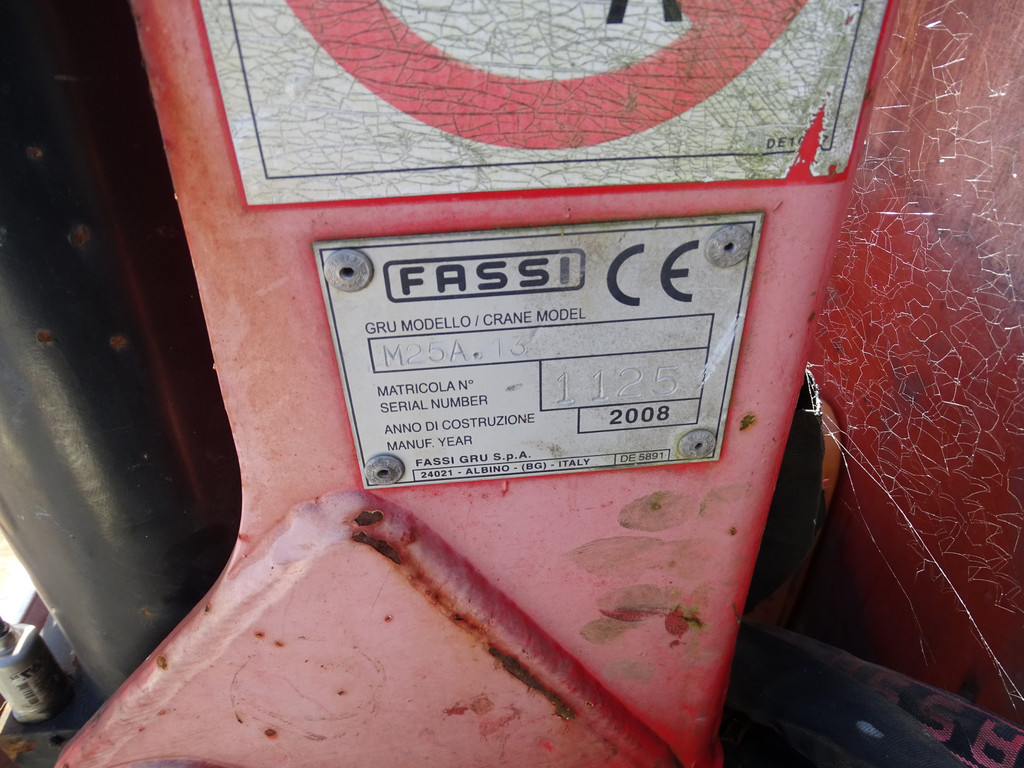 FASSI CE
GRU MODELLO / CRANE MODEL
M25A.13
MATRICOLA N°
SERIAL NUMBER
1125
ANNO DI COSTRUZIONE
MANUF. YEAR
2008
FASSI GRU S.p.A.
24021 - ALBINO - (BG) - ITALY
DE 5891